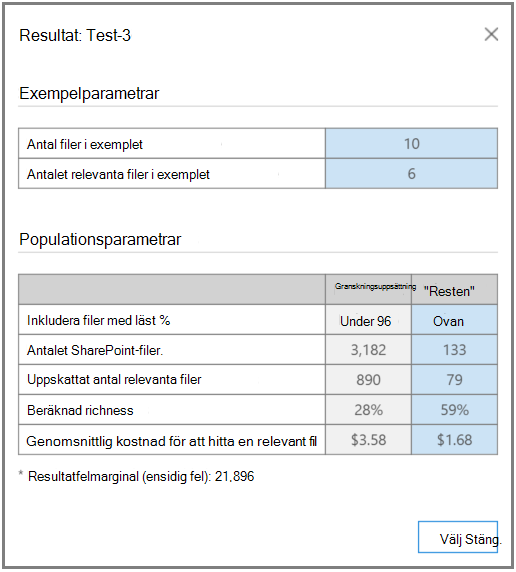 Resultat: Test-3
Exempelparametrar
Antal filer i exemplet 10
Antalet relevanta filer i exemplet 6
Populationsparametrar
Granskningsuppsättning "Resten"
Inkludera filer med läst % Under 96 Ovan
Antalet SharePoint-filer. 3,182 133
Uppskattat antal relevanta filer 890 79
Beräknad richness 28% 59%
Genomsnittlig kostnad för att hitta en relevant fil $3.58 $1.68
* Resultatfelmarginal (ensidig fel): 21,896
Välj Stäng.